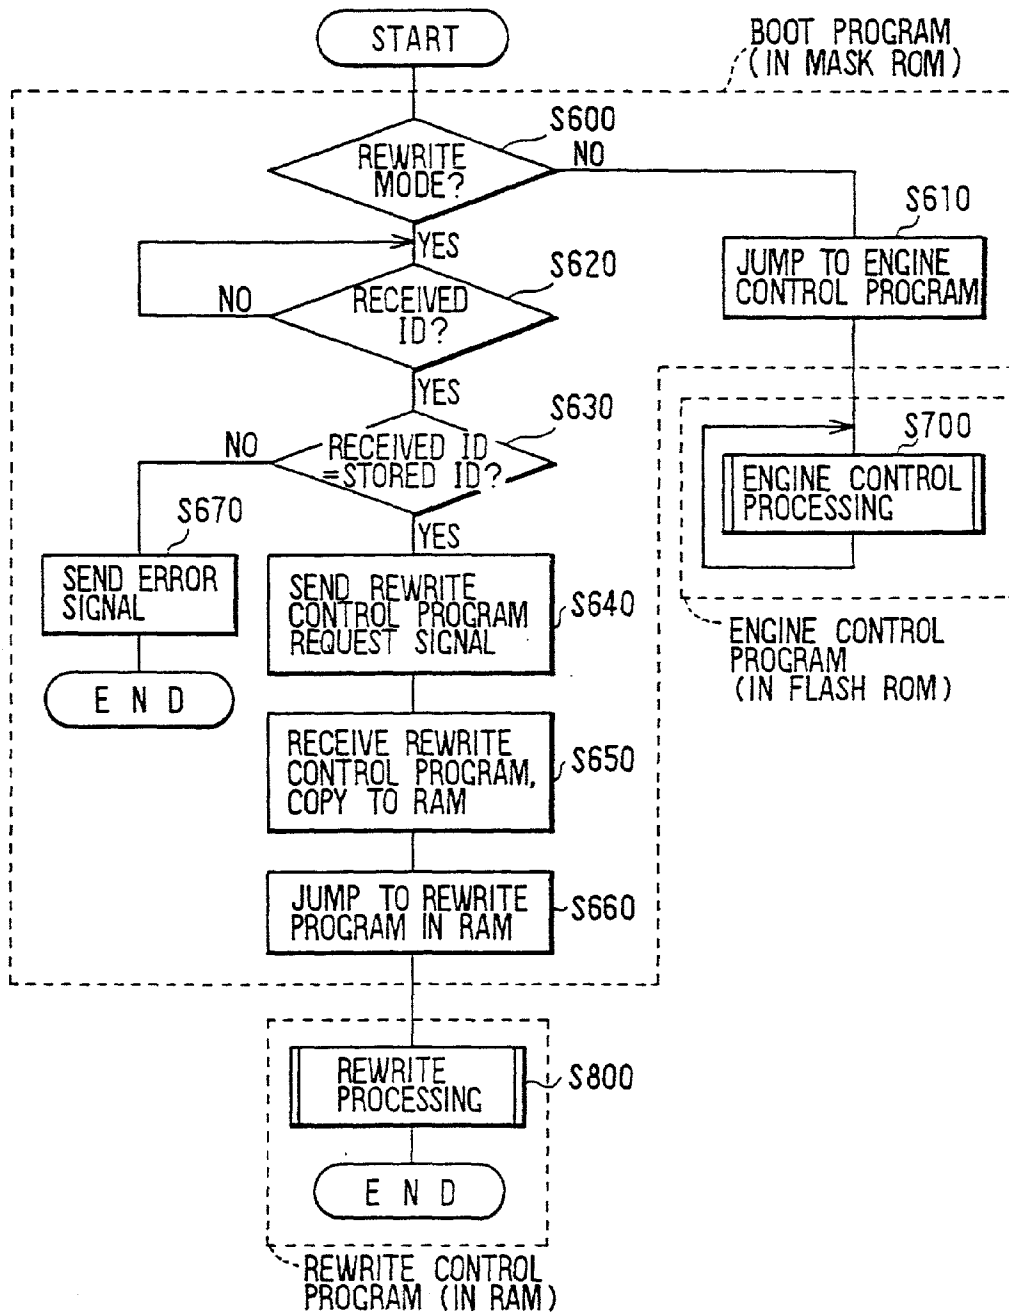 START
BOOT PROGRAM
(IN MASK ROM)
S600
REWRITE
MODE?
NO
YES
S610
JUMP TO ENGINE
CONTROL PROGRAM
S620
RECEIVED
ID?
NO
YES
S630
RECEIVED ID
=STORED ID?
NO
YES
S700
ENGINE CONTROL
PROCESSING
ENGINE CONTROL
PROGRAM
(IN FLASH ROM)
S670
SEND ERROR
SIGNAL
END
SEND REWRITE
CONTROL PROGRAM
REQUEST SIGNAL
S640
RECEIVE REWRITE
CONTROL PROGRAM,
COPY TO RAM
S650
JUMP TO REWRITE
PROGRAM IN RAM
S660
REWRITE
PROCESSING
S800
END
REWRITE CONTROL
PROGRAM (IN RAM)